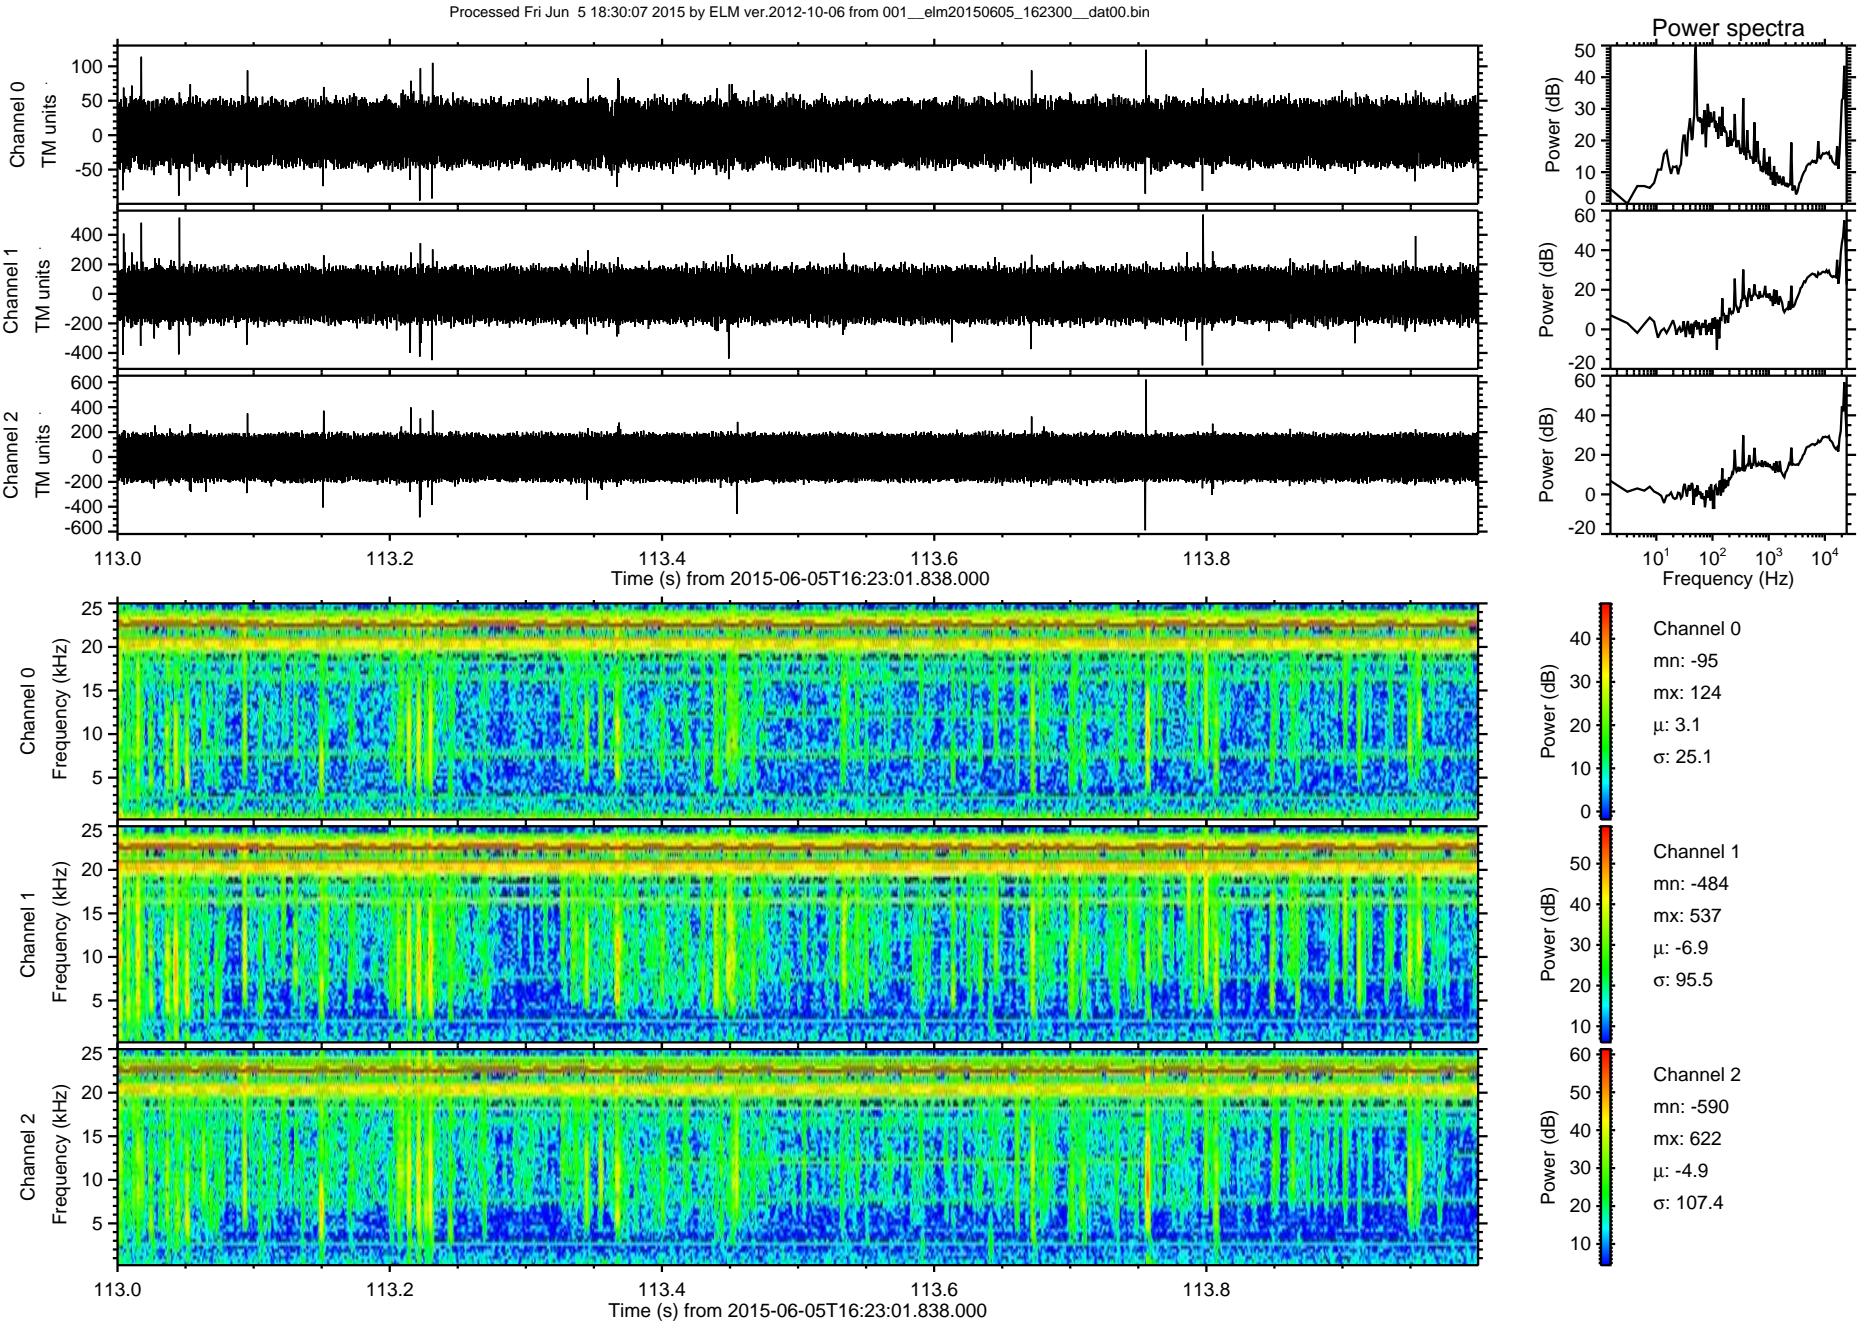 Processed Fri Jun  5 18:30:07 2015 by ELM ver.2012-10-06 from 001__elm20150605_162300__dat00.bin
Power spectra
Channel 0
TM units
100
50
0
-50
Power (dB)
50
40
30
20
10
0
Channel 1
TM units
400
200
0
-200
-400
Power (dB)
60
40
20
0
-20
Channel 2
TM units
600
400
200
0
-200
-400
-600
Power (dB)
60
40
20
0
-20
113.0
113.2
113.4
113.6
113.8
Time (s) from 2015-06-05T16:23:01.838.000
10^1
10^2
10^3
10^4
Frequency (Hz)
Channel 0
Frequency (kHz)
25
20
15
10
5
Power (dB)
40
30
20
10
0
Channel 0
mn: -95
mx: 124
μ: 3.1
σ: 25.1
Channel 1
Frequency (kHz)
25
20
15
10
5
Power (dB)
50
40
30
20
10
Channel 1
mn: -484
mx: 537
μ: -6.9
σ: 95.5
Channel 2
Frequency (kHz)
25
20
15
10
5
Power (dB)
60
50
40
30
20
10
Channel 2
mn: -590
mx: 622
μ: -4.9
σ: 107.4
113.0
113.2
113.4
113.6
113.8
Time (s) from 2015-06-05T16:23:01.838.000